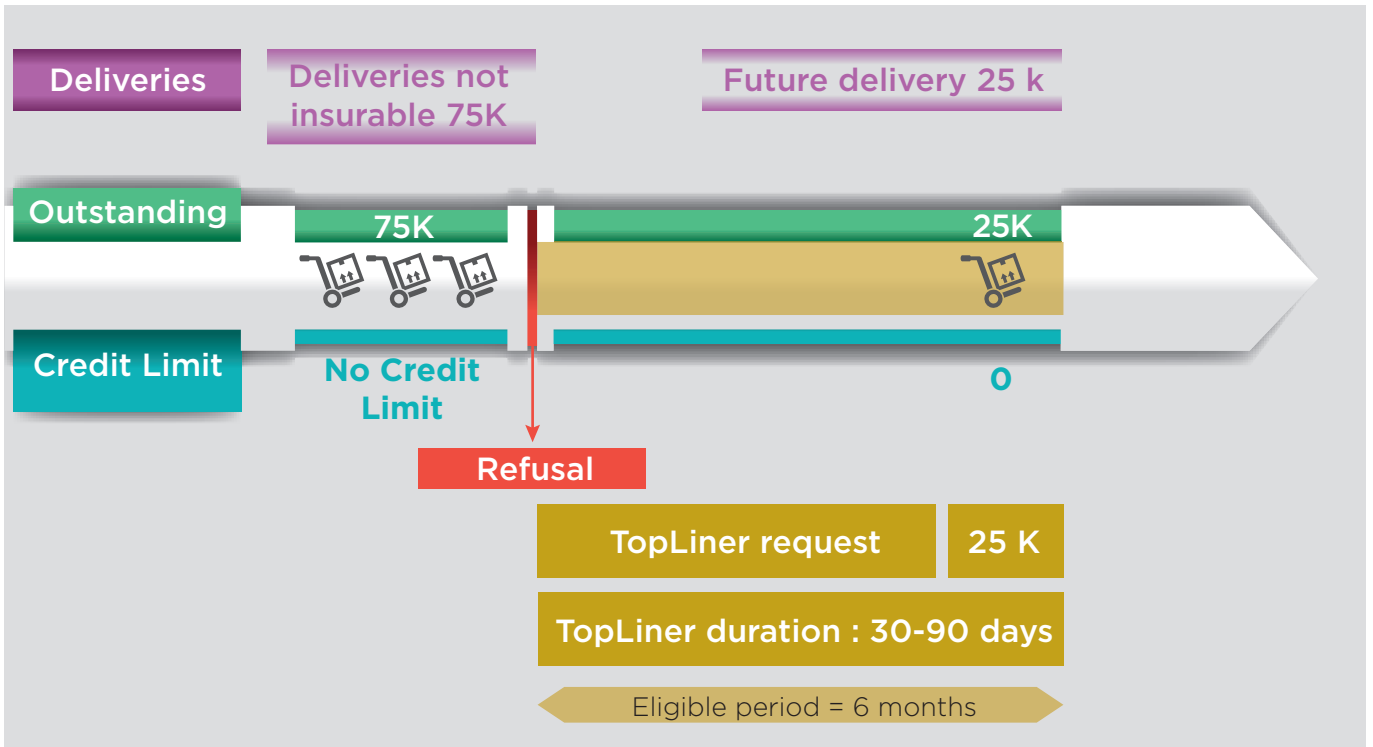 Deliveries
Deliveries not
insurable 75K
Future delivery 25 k
Outstanding
75K
25K
Credit Limit
No Credit
Limit
0
Refusal
TopLiner request
25 K
TopLiner duration : 30-90 days
Eligible period = 6 months